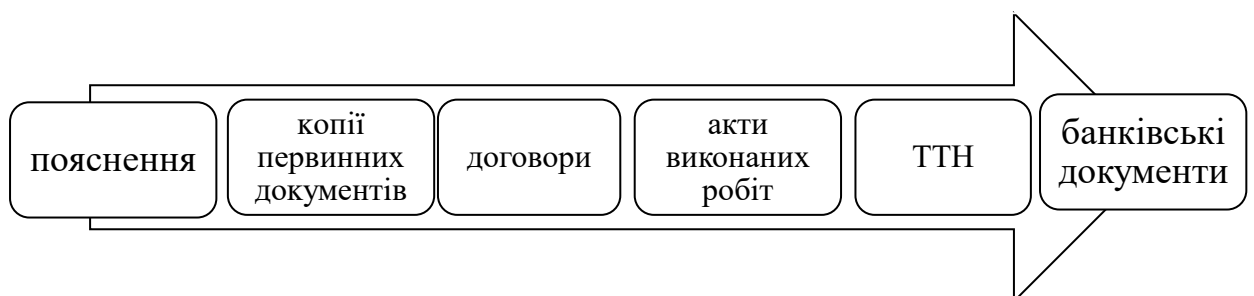 пояснення
копії
первинних
документів
договори
акти
виконаних
робіт
ТТН
банківські
документи